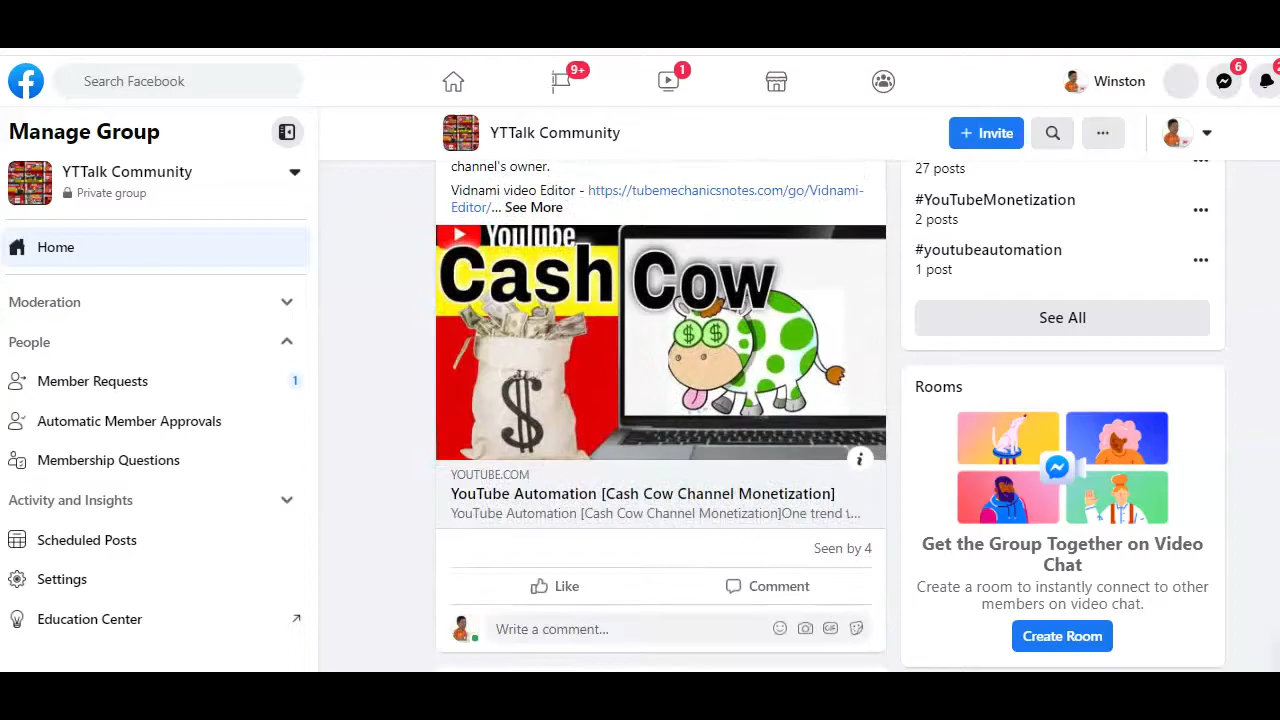 Search Facebook
9+
1
Winston
6
Manage Group
YTTalk Community
Private group
Home
Moderation
People
Member Requests
1
Automatic Member Approvals
Membership Questions
Activity and Insights
Scheduled Posts
Settings
Education Center
YTTalk Community
+ Invite
channel's owner.
Vidnami video Editor - https://tubemechanicsnotes.com/go/Vidnami-
Editor/... See More
YouTube
Cash Cow
$
$ $
YOUTUBE.COM
YouTube Automation [Cash Cow Channel Monetization]
YouTube Automation [Cash Cow Channel Monetization]One trend
Seen by 4
Like
Comment
Write a comment...
GIF
27 posts
#YouTubeMonetization
2 posts
#youtubeautomation
1 post
See All
Rooms
Get the Group Together on Video
Chat
Create a room to instantly connect to other
members on video chat.
Create Room